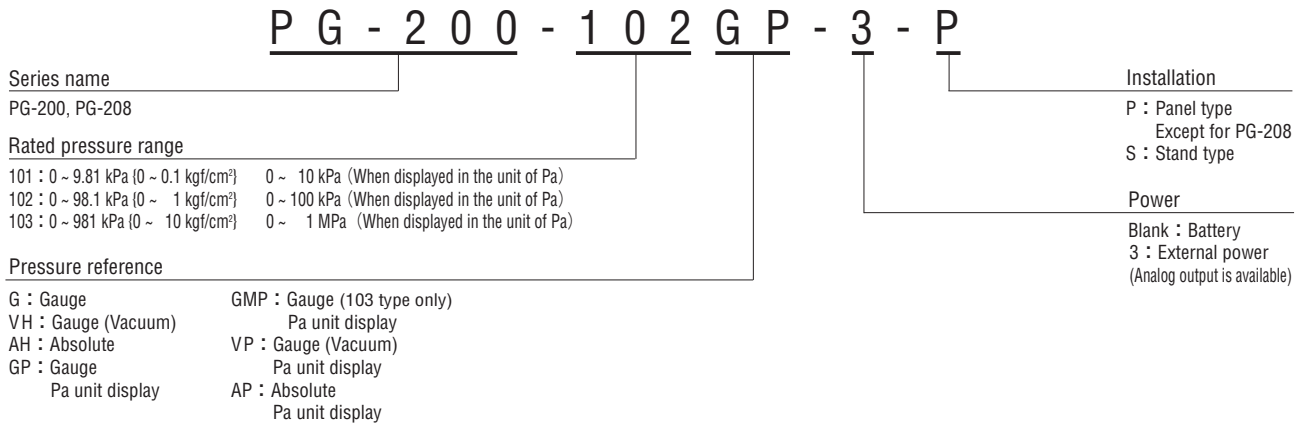 PG-200-102GP-3-P
Series name
PG-200, PG-208
Rated pressure range
101：0 ~ 9.81 kPa {0 ~ 0.1 kgf/cm²} 0 ~ 10 kPa（When displayed in the unit of Pa）
102：0 ~ 98.1 kPa {0 ~ 1 kgf/cm²} 0 ~ 100 kPa（When displayed in the unit of Pa）
103：0 ~ 981 kPa {0 ~ 10 kgf/cm²} 0 ~ 1 MPa（When displayed in the unit of Pa）
Pressure reference
G：Gauge
VH：Gauge (Vacuum)
AH：Absolute
GP：Gauge
Pa unit display
GMP：Gauge (103 type only)
Pa unit display
VP：Gauge (Vacuum)
Pa unit display
AP：Absolute
Pa unit display
Installation
P：Panel type
Except for PG-208
S：Stand type
Power
Blank：Battery
3：External power
(Analog output is available)